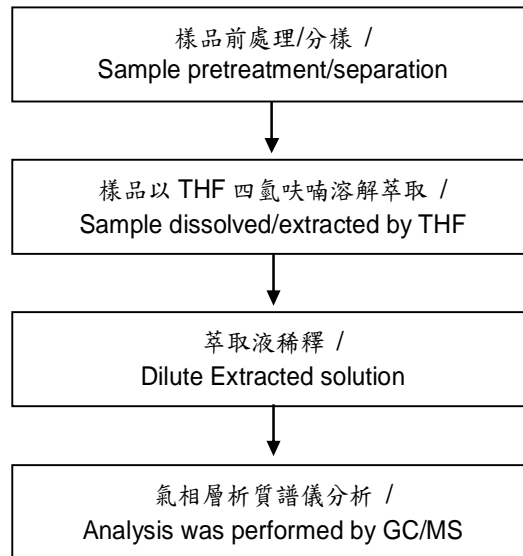 樣品前處理/分樣 /
Sample pretreatment/separation
樣品以 THF 四氫呋喃溶解萃取 /
Sample dissolved/extracted by THF
萃取液稀釋 /
Dilute Extracted solution
氣相層析質譜儀分析 /
Analysis was performed by GC/MS